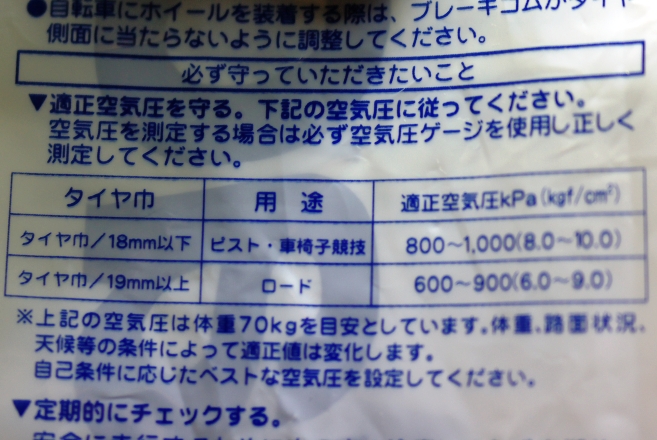 ●自転車にホイールを装着する際は、ブレーキゴムがタイヤ
側面に当たらないように調整してください。
必ず守っていただきたいこと
▼適正空気圧を守る。下記の空気圧に従ってください。
空気圧を測定する場合は必ず空気圧ゲージを使用し正しく
測定してください。
タイヤ巾 用 途 適正空気圧kPa(kgf/cm²)
タイヤ巾/18mm以下 ピスト・車椅子競技 800～1,000(8.0～10.0)
タイヤ巾/19mm以上 ロード 600～900(6.0～9.0)
※上記の空気圧は体重70kgを目安としています。体重、路面状況、
天候等の条件によって適正値は変化します。
自己条件に応じたベストな空気圧を設定してください。
▼定期的にチェックする。